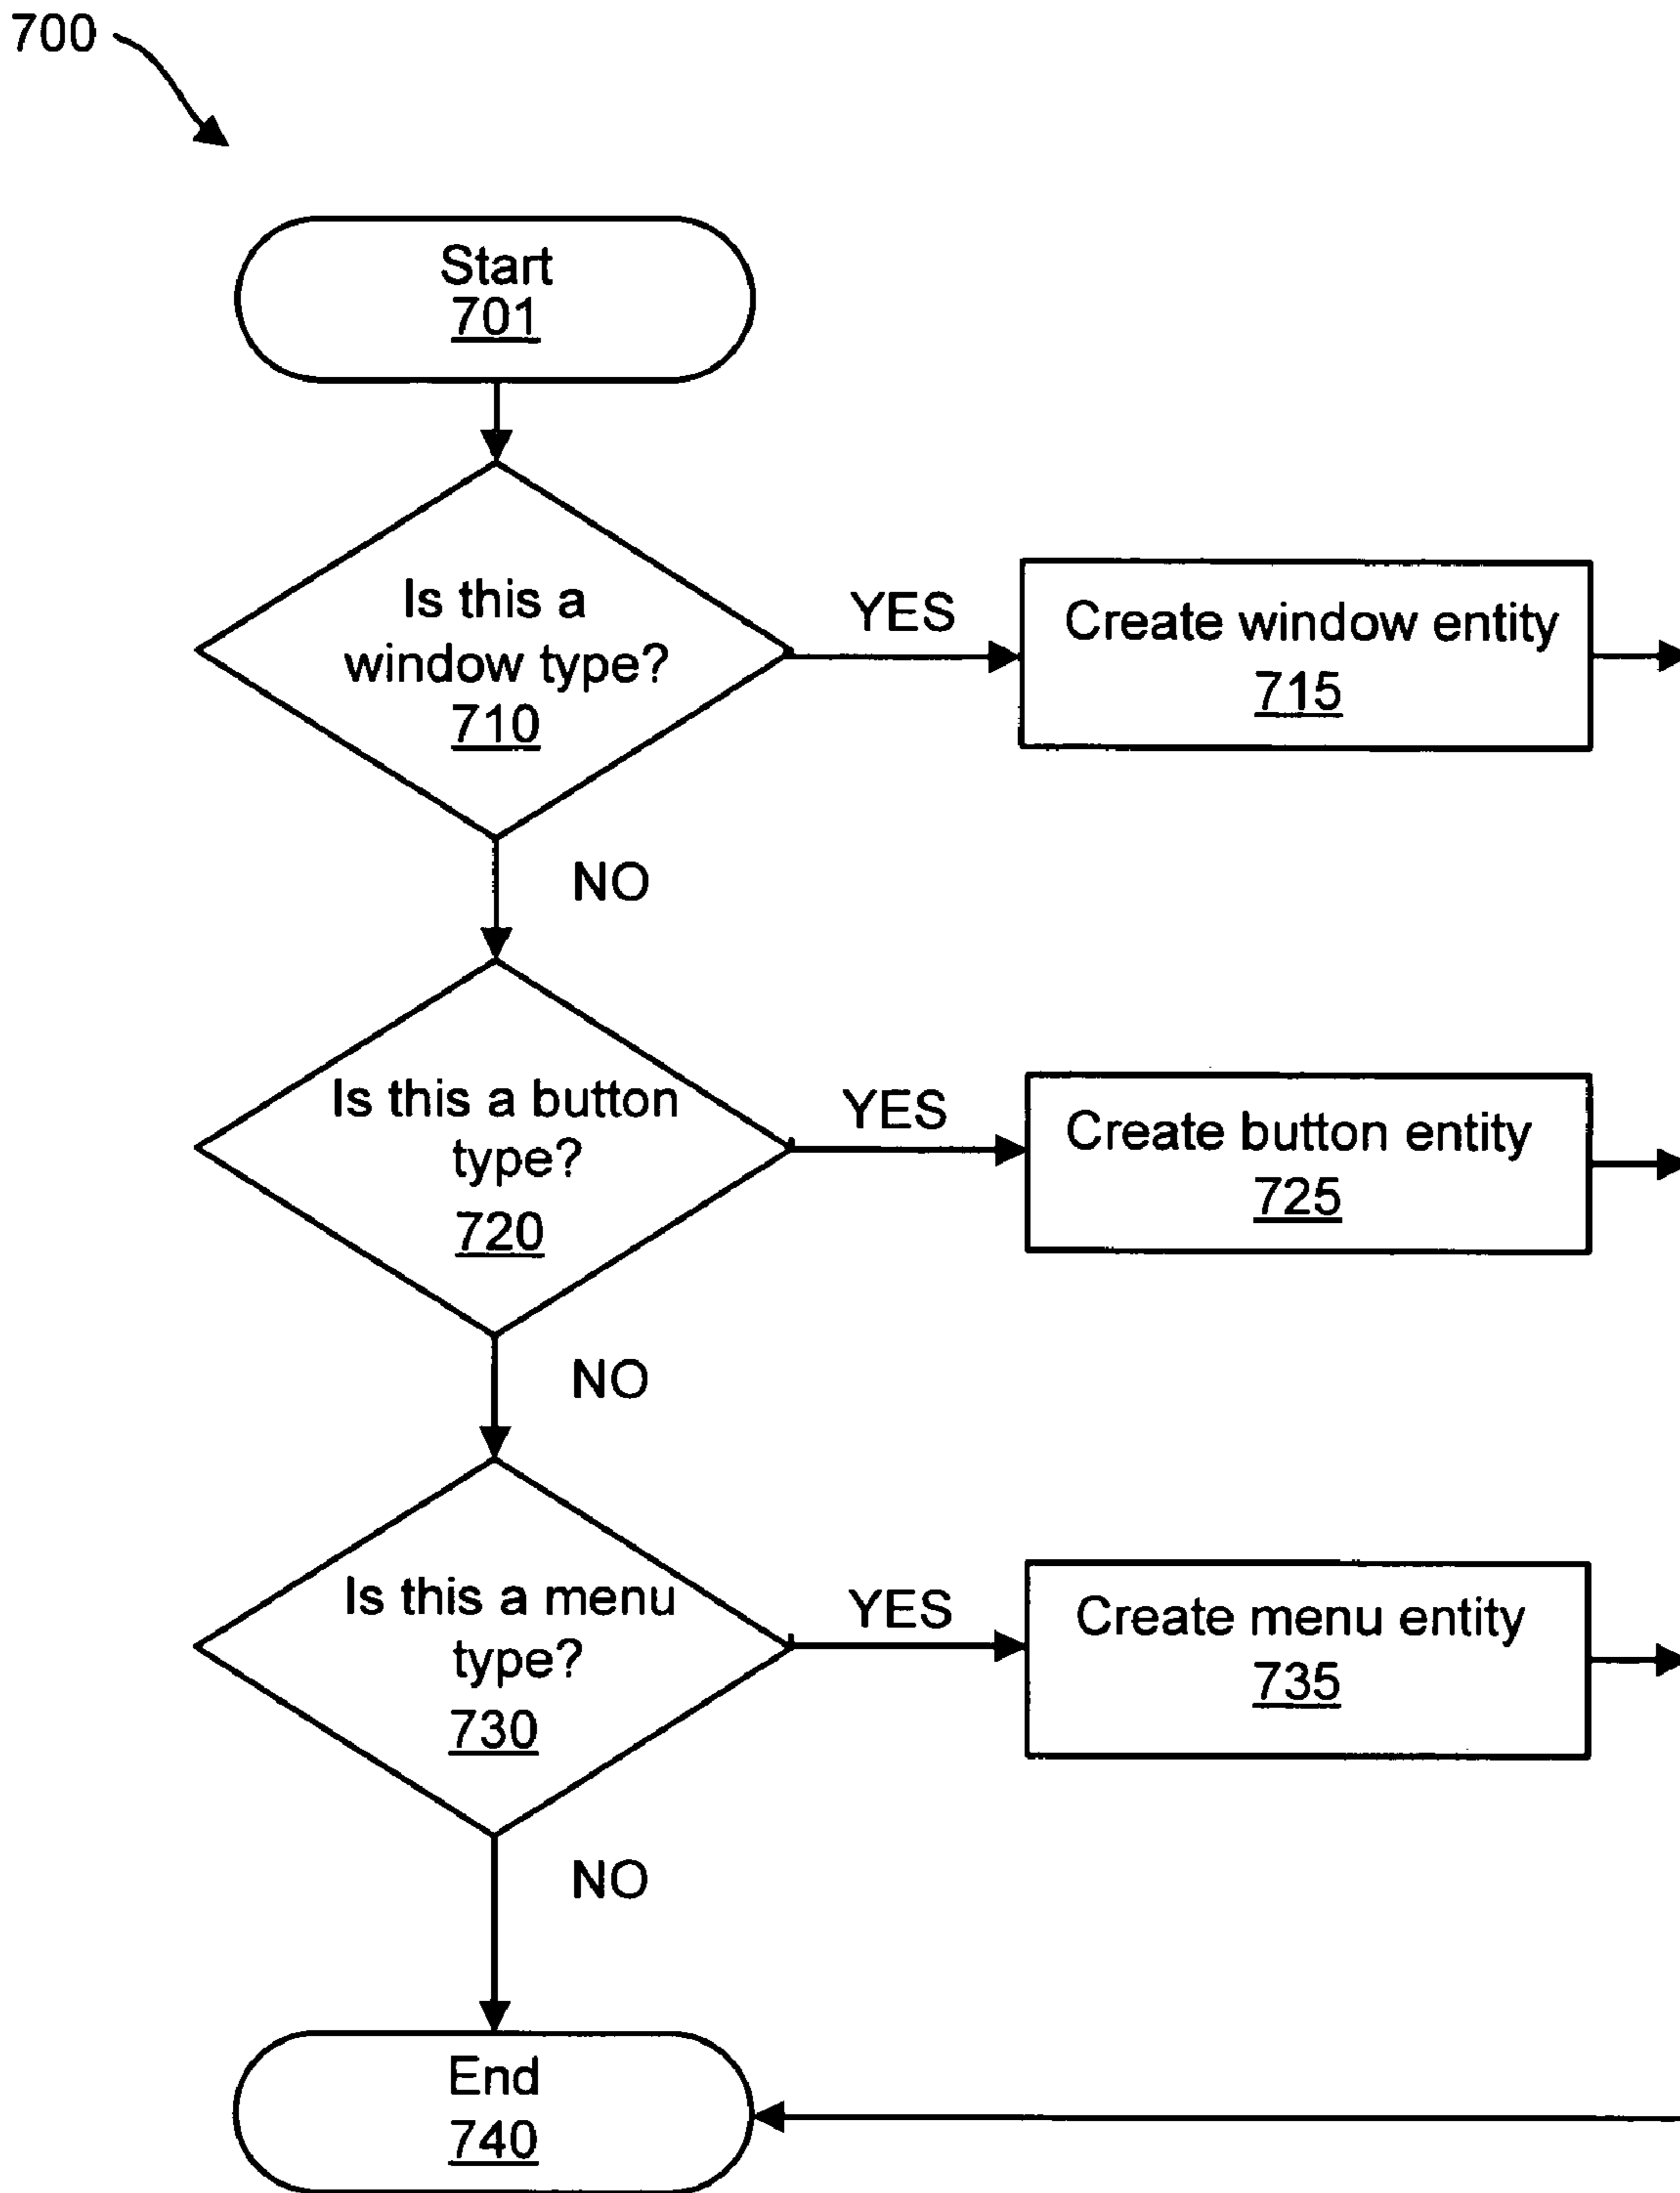 700
Start
701
Is this a
window type?
710
YES
Create window entity
715
NO
Is this a button
type?
720
YES
Create button entity
725
NO
Is this a menu
type?
730
YES
Create menu entity
735
NO
End
740